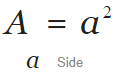 A = a²
a Side